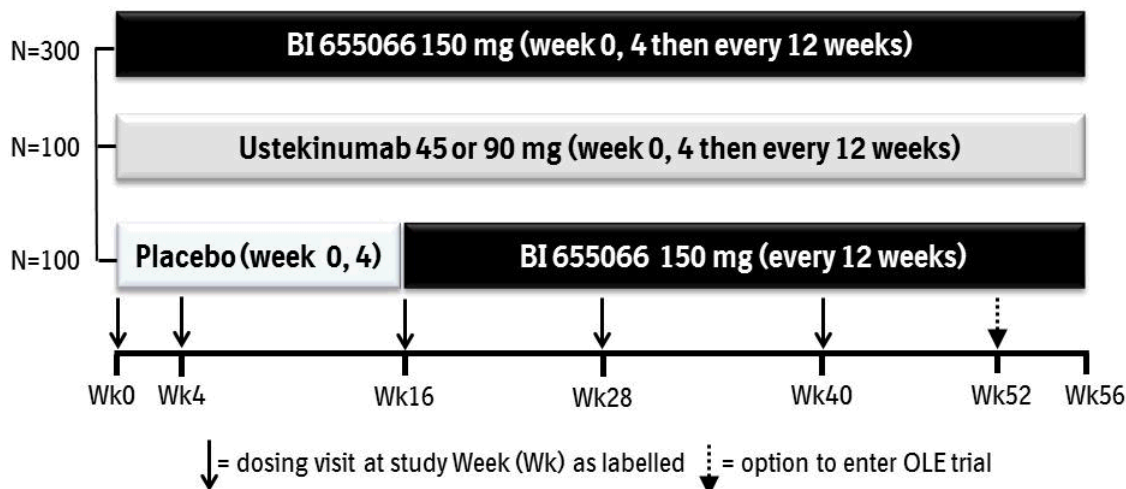 N=300
BI 655066 150 mg (week 0, 4 then every 12 weeks)
N=100
Ustekinumab 45 or 90 mg (week 0, 4 then every 12 weeks)
N=100
Placebo (week 0, 4)
BI 655066 150 mg (every 12 weeks)
Wk0 Wk4 Wk16 Wk28 Wk40 Wk52 Wk56
= dosing visit at study Week (Wk) as labelled = option to enter OLE trial